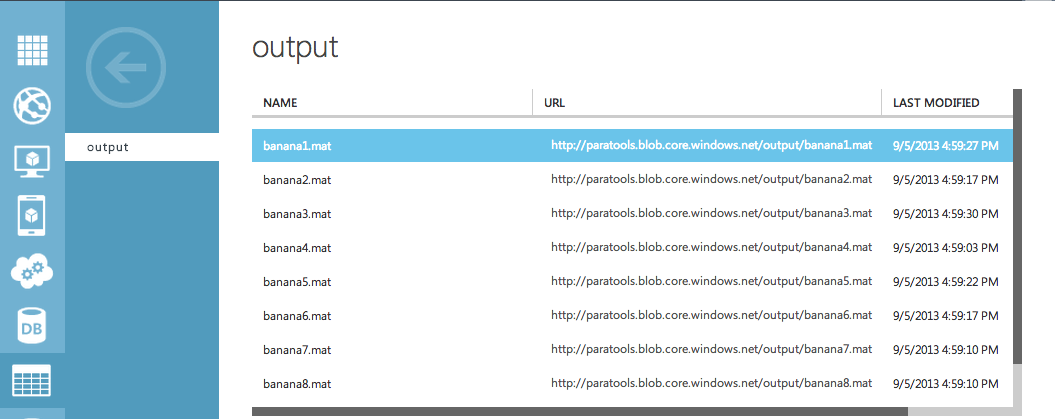 output
output
NAME URL LAST MODIFIED
banana1.mat http://paratools.blob.core.windows.net/output/banana1.mat 9/5/2013 4:59:27 PM
banana2.mat http://paratools.blob.core.windows.net/output/banana2.mat 9/5/2013 4:59:17 PM
banana3.mat http://paratools.blob.core.windows.net/output/banana3.mat 9/5/2013 4:59:30 PM
banana4.mat http://paratools.blob.core.windows.net/output/banana4.mat 9/5/2013 4:59:03 PM
banana5.mat http://paratools.blob.core.windows.net/output/banana5.mat 9/5/2013 4:59:22 PM
banana6.mat http://paratools.blob.core.windows.net/output/banana6.mat 9/5/2013 4:59:17 PM
banana7.mat http://paratools.blob.core.windows.net/output/banana7.mat 9/5/2013 4:59:10 PM
banana8.mat http://paratools.blob.core.windows.net/output/banana8.mat 9/5/2013 4:59:10 PM
DB